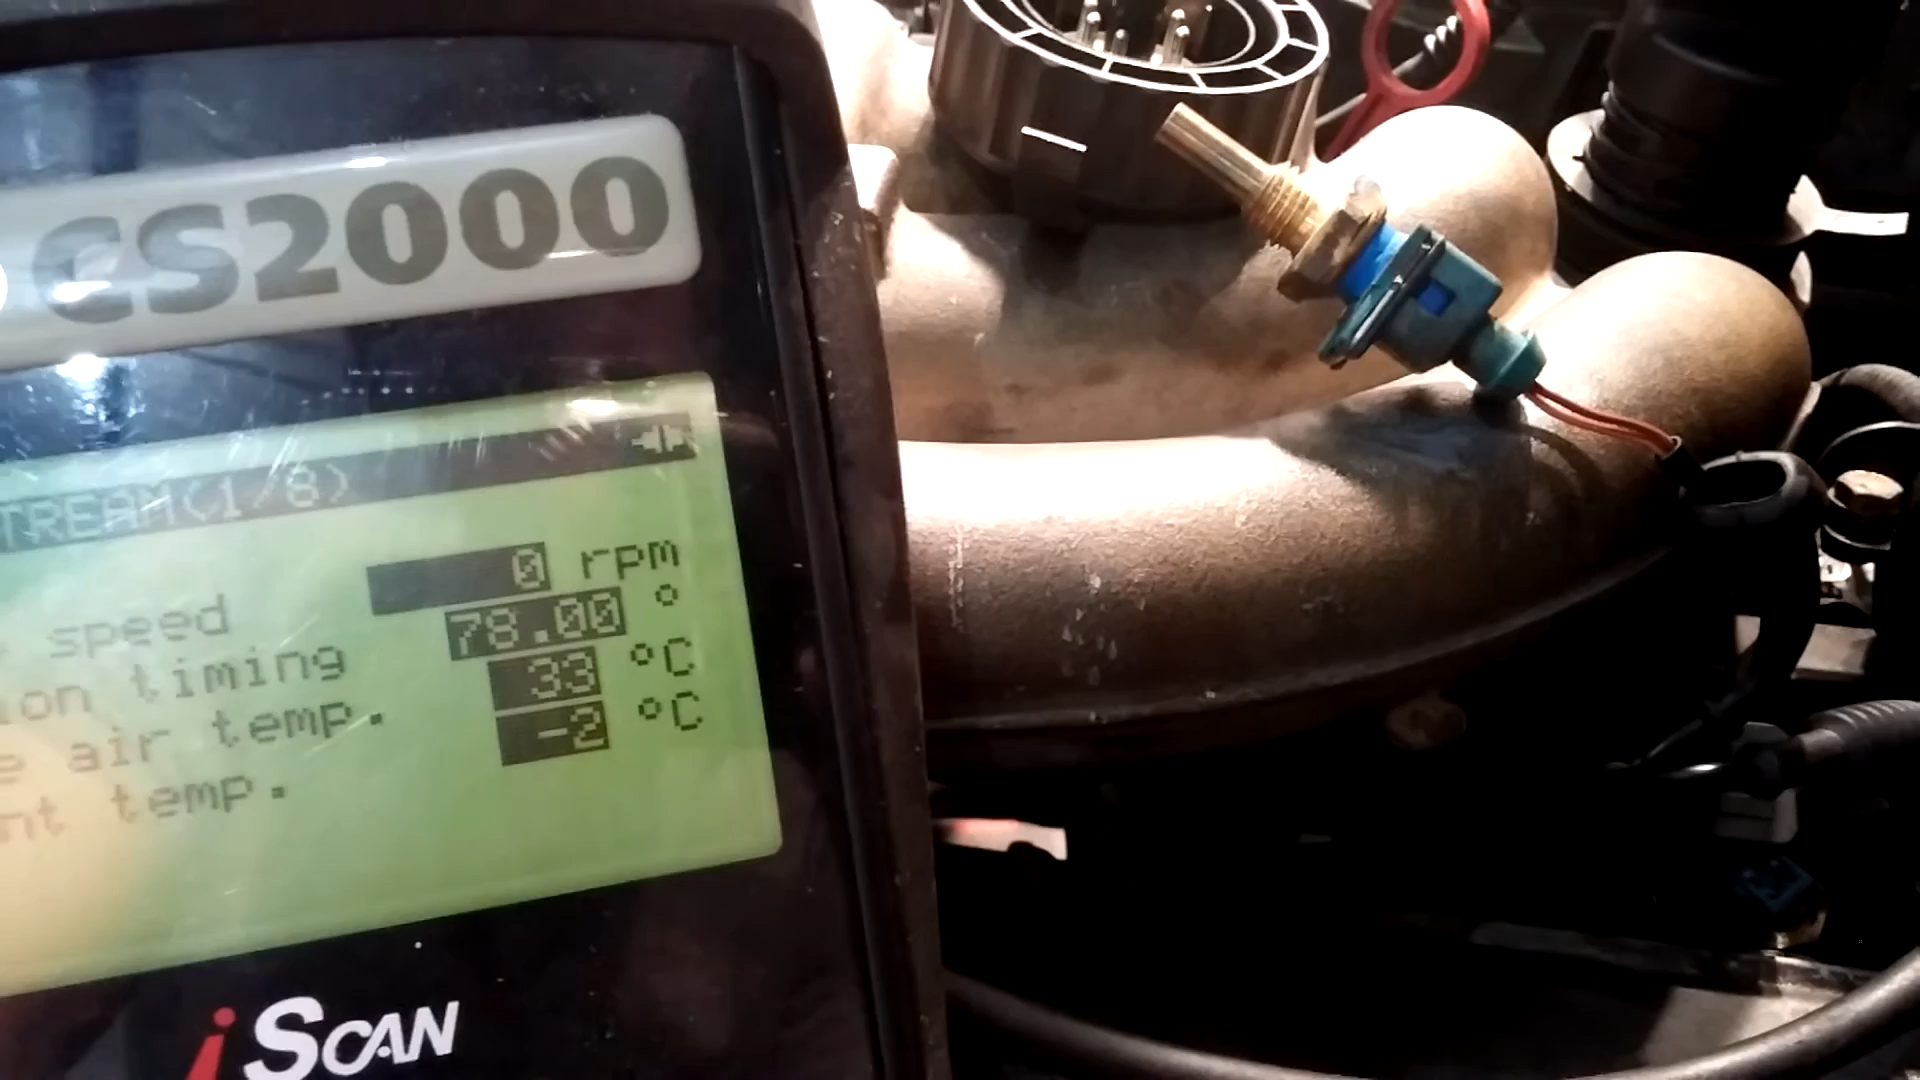 CS2000
TREAM(1/8)
speed 0 rpm
ion timing 78.00 °
e air temp. 33 °C
nt temp. -2 °C
iSCAN